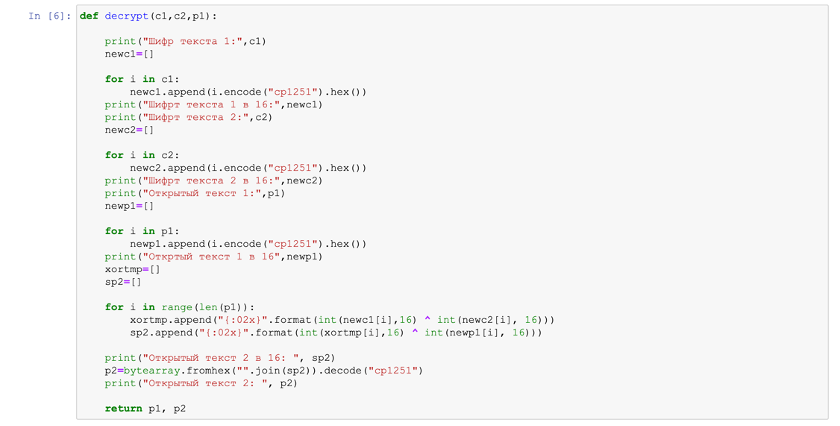 In [6]: def decrypt(c1,c2,p1):
print("Шифр текста 1:",c1)
newc1=[]
for i in c1:
newc1.append(i.encode("cp1251").hex())
print("Шифрт текста 1 в 16:",newc1)
print("Шифрт текста 2:",c2)
newc2=[]
for i in c2:
newc2.append(i.encode("cp1251").hex())
print("Шифрт текста 2 в 16:",newc2)
print("Открытый текст 1:",p1)
newp1=[]
for i in p1:
newp1.append(i.encode("cp1251").hex())
print("Откртый текст 1 в 16",newp1)
xortmp=[]
sp2=[]
for i in range(len(p1)):
xortmp.append("{:02x}".format(int(newc1[i],16) ^ int(newc2[i], 16)))
sp2.append("{:02x}".format(int(xortmp[i],16) ^ int(newp1[i], 16)))
print("Открытый текст 2 в 16: ", sp2)
p2=bytearray.fromhex("".join(sp2)).decode("cp1251")
print("Открытый текст 2: ", p2)
return p1, p2